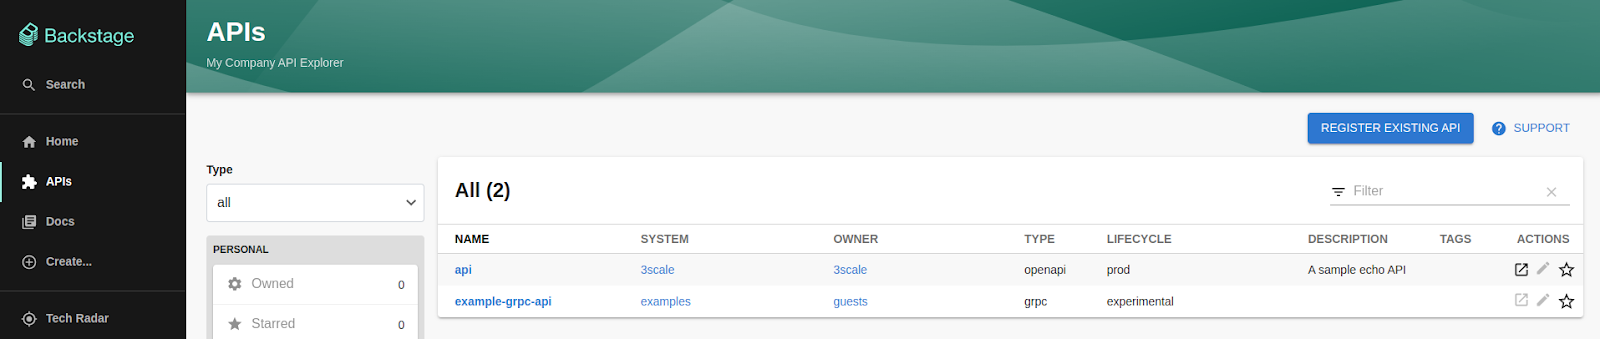 Backstage
Search
Home
APIs
Docs
Create...
Tech Radar
APIs
My Company API Explorer
REGISTER EXISTING API
SUPPORT
Type
all
PERSONAL
Owned 0
Starred 0
All (2)
Filter
NAME SYSTEM OWNER TYPE LIFECYCLE DESCRIPTION TAGS ACTIONS
api 3scale 3scale openapi prod A sample echo API
example-grpc-api examples guests grpc experimental